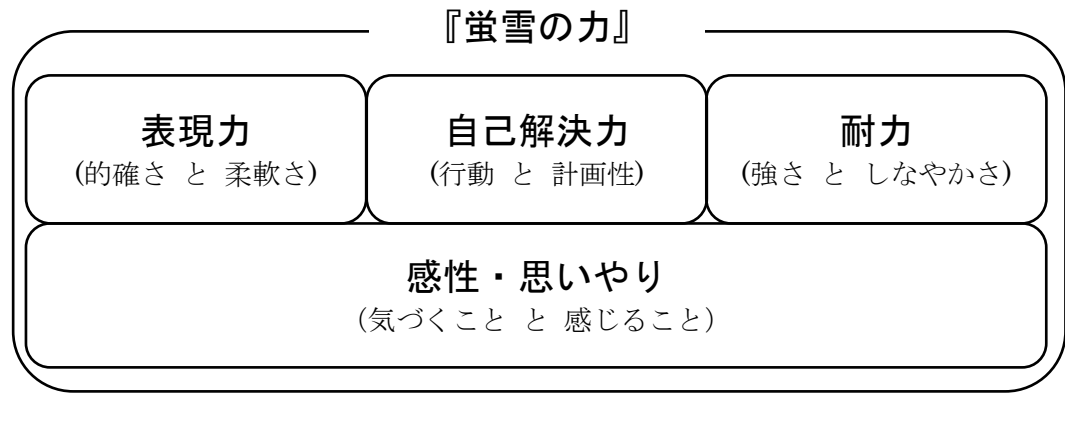 『蛍雪の力』
表現力
(的確さ と 柔軟さ)
自己解決力
(行動 と 計画性)
耐力
(強さ と しなやかさ)
感性・思いやり
（気づくこと と 感じること）